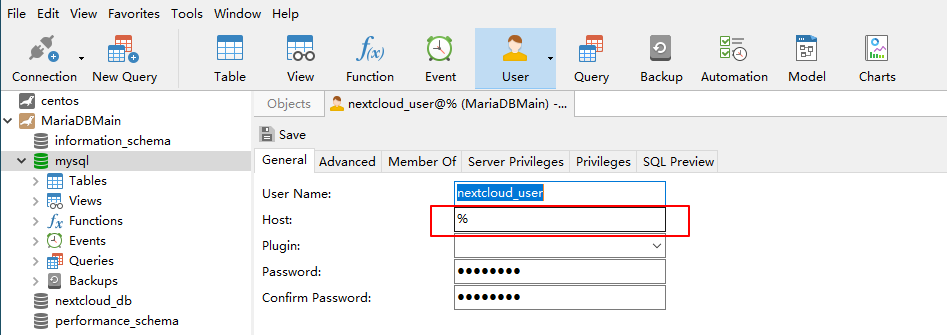 File Edit View Favorites Tools Window Help
Connection New Query Table View f(x) Function Event User Query Backup Automation Model Charts
centos
MariaDBMain
information_schema
mysql
Tables
Views
fx Functions
Events
Queries
Backups
nextcloud_db
performance_schema
Objects nextcloud_user@% (MariaDBMain) -...
Save
General Advanced Member Of Server Privileges Privileges SQL Preview
User Name: nextcloud_user
Host: %
Plugin:
Password: ●●●●●●●●
Confirm Password: ●●●●●●●●